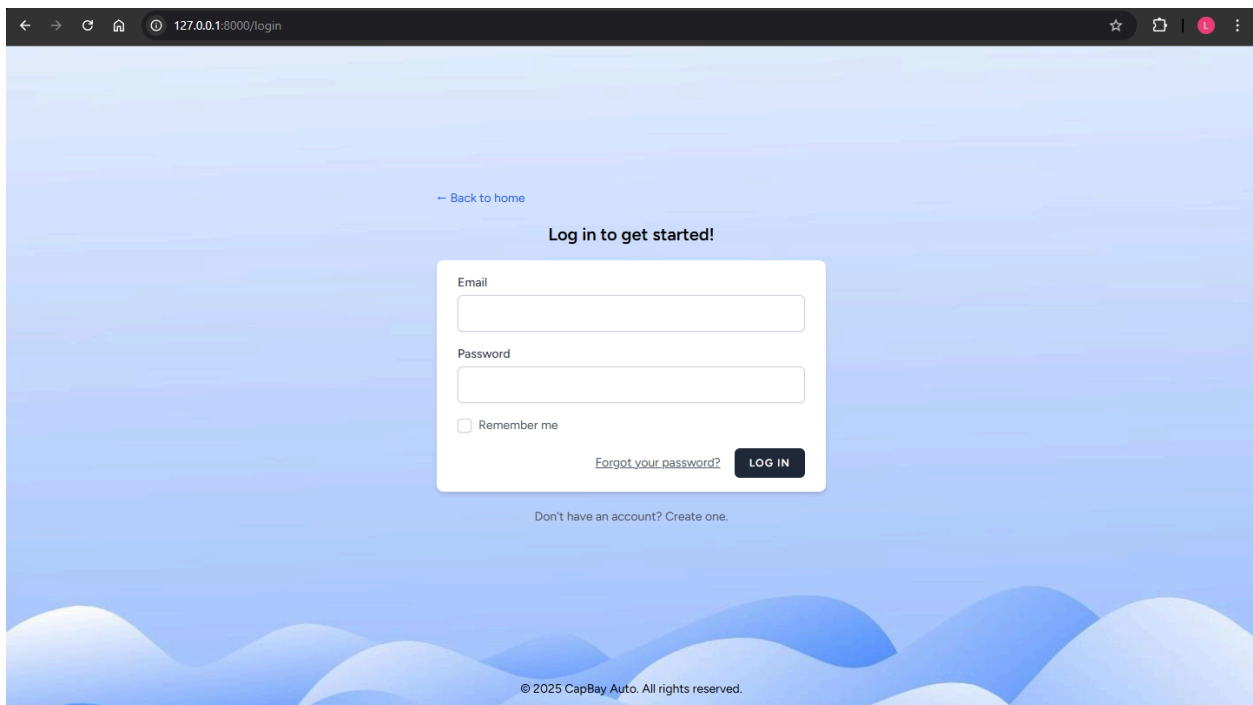 127.0.0.1:8000/login
L
← Back to home
Log in to get started!
Email
Password
Remember me
Forgot your password? LOG IN
Don't have an account? Create one.
© 2025 CapBay Auto. All rights reserved.